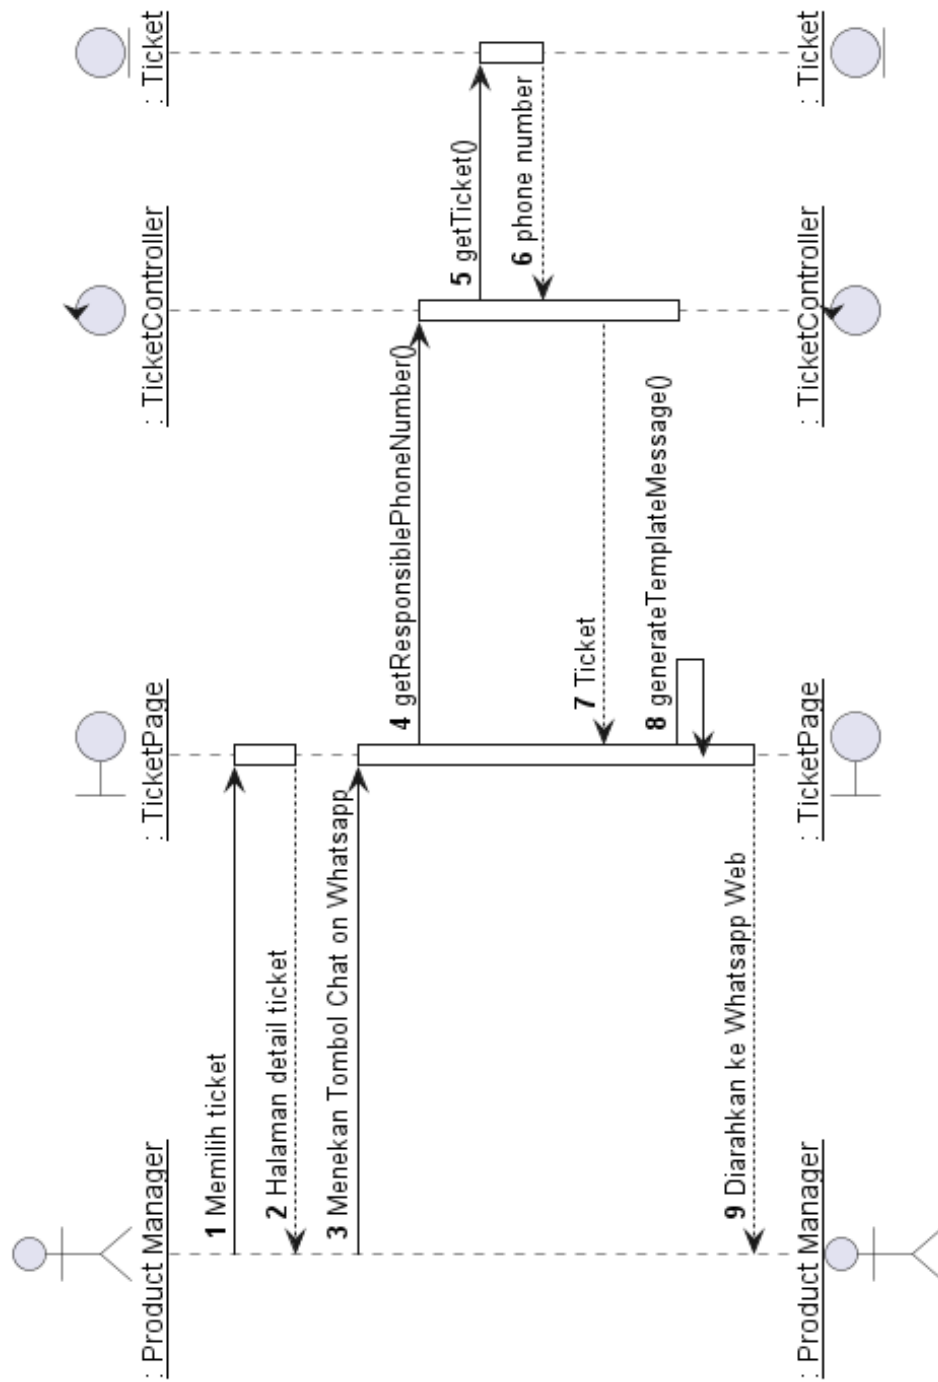 : Product Manager
: TicketPage
: TicketController
: Ticket
1 Memilih ticket
2 Halaman detail ticket
3 Menekan Tombol Chat on Whatsapp
4 getResponsiblePhoneNumber()
5 getTicket()
6 phone number
7 Ticket
8 generateTemplateMessage()
9 Diarahkan ke Whatsapp Web
: Product Manager
: TicketPage
: TicketController
: Ticket